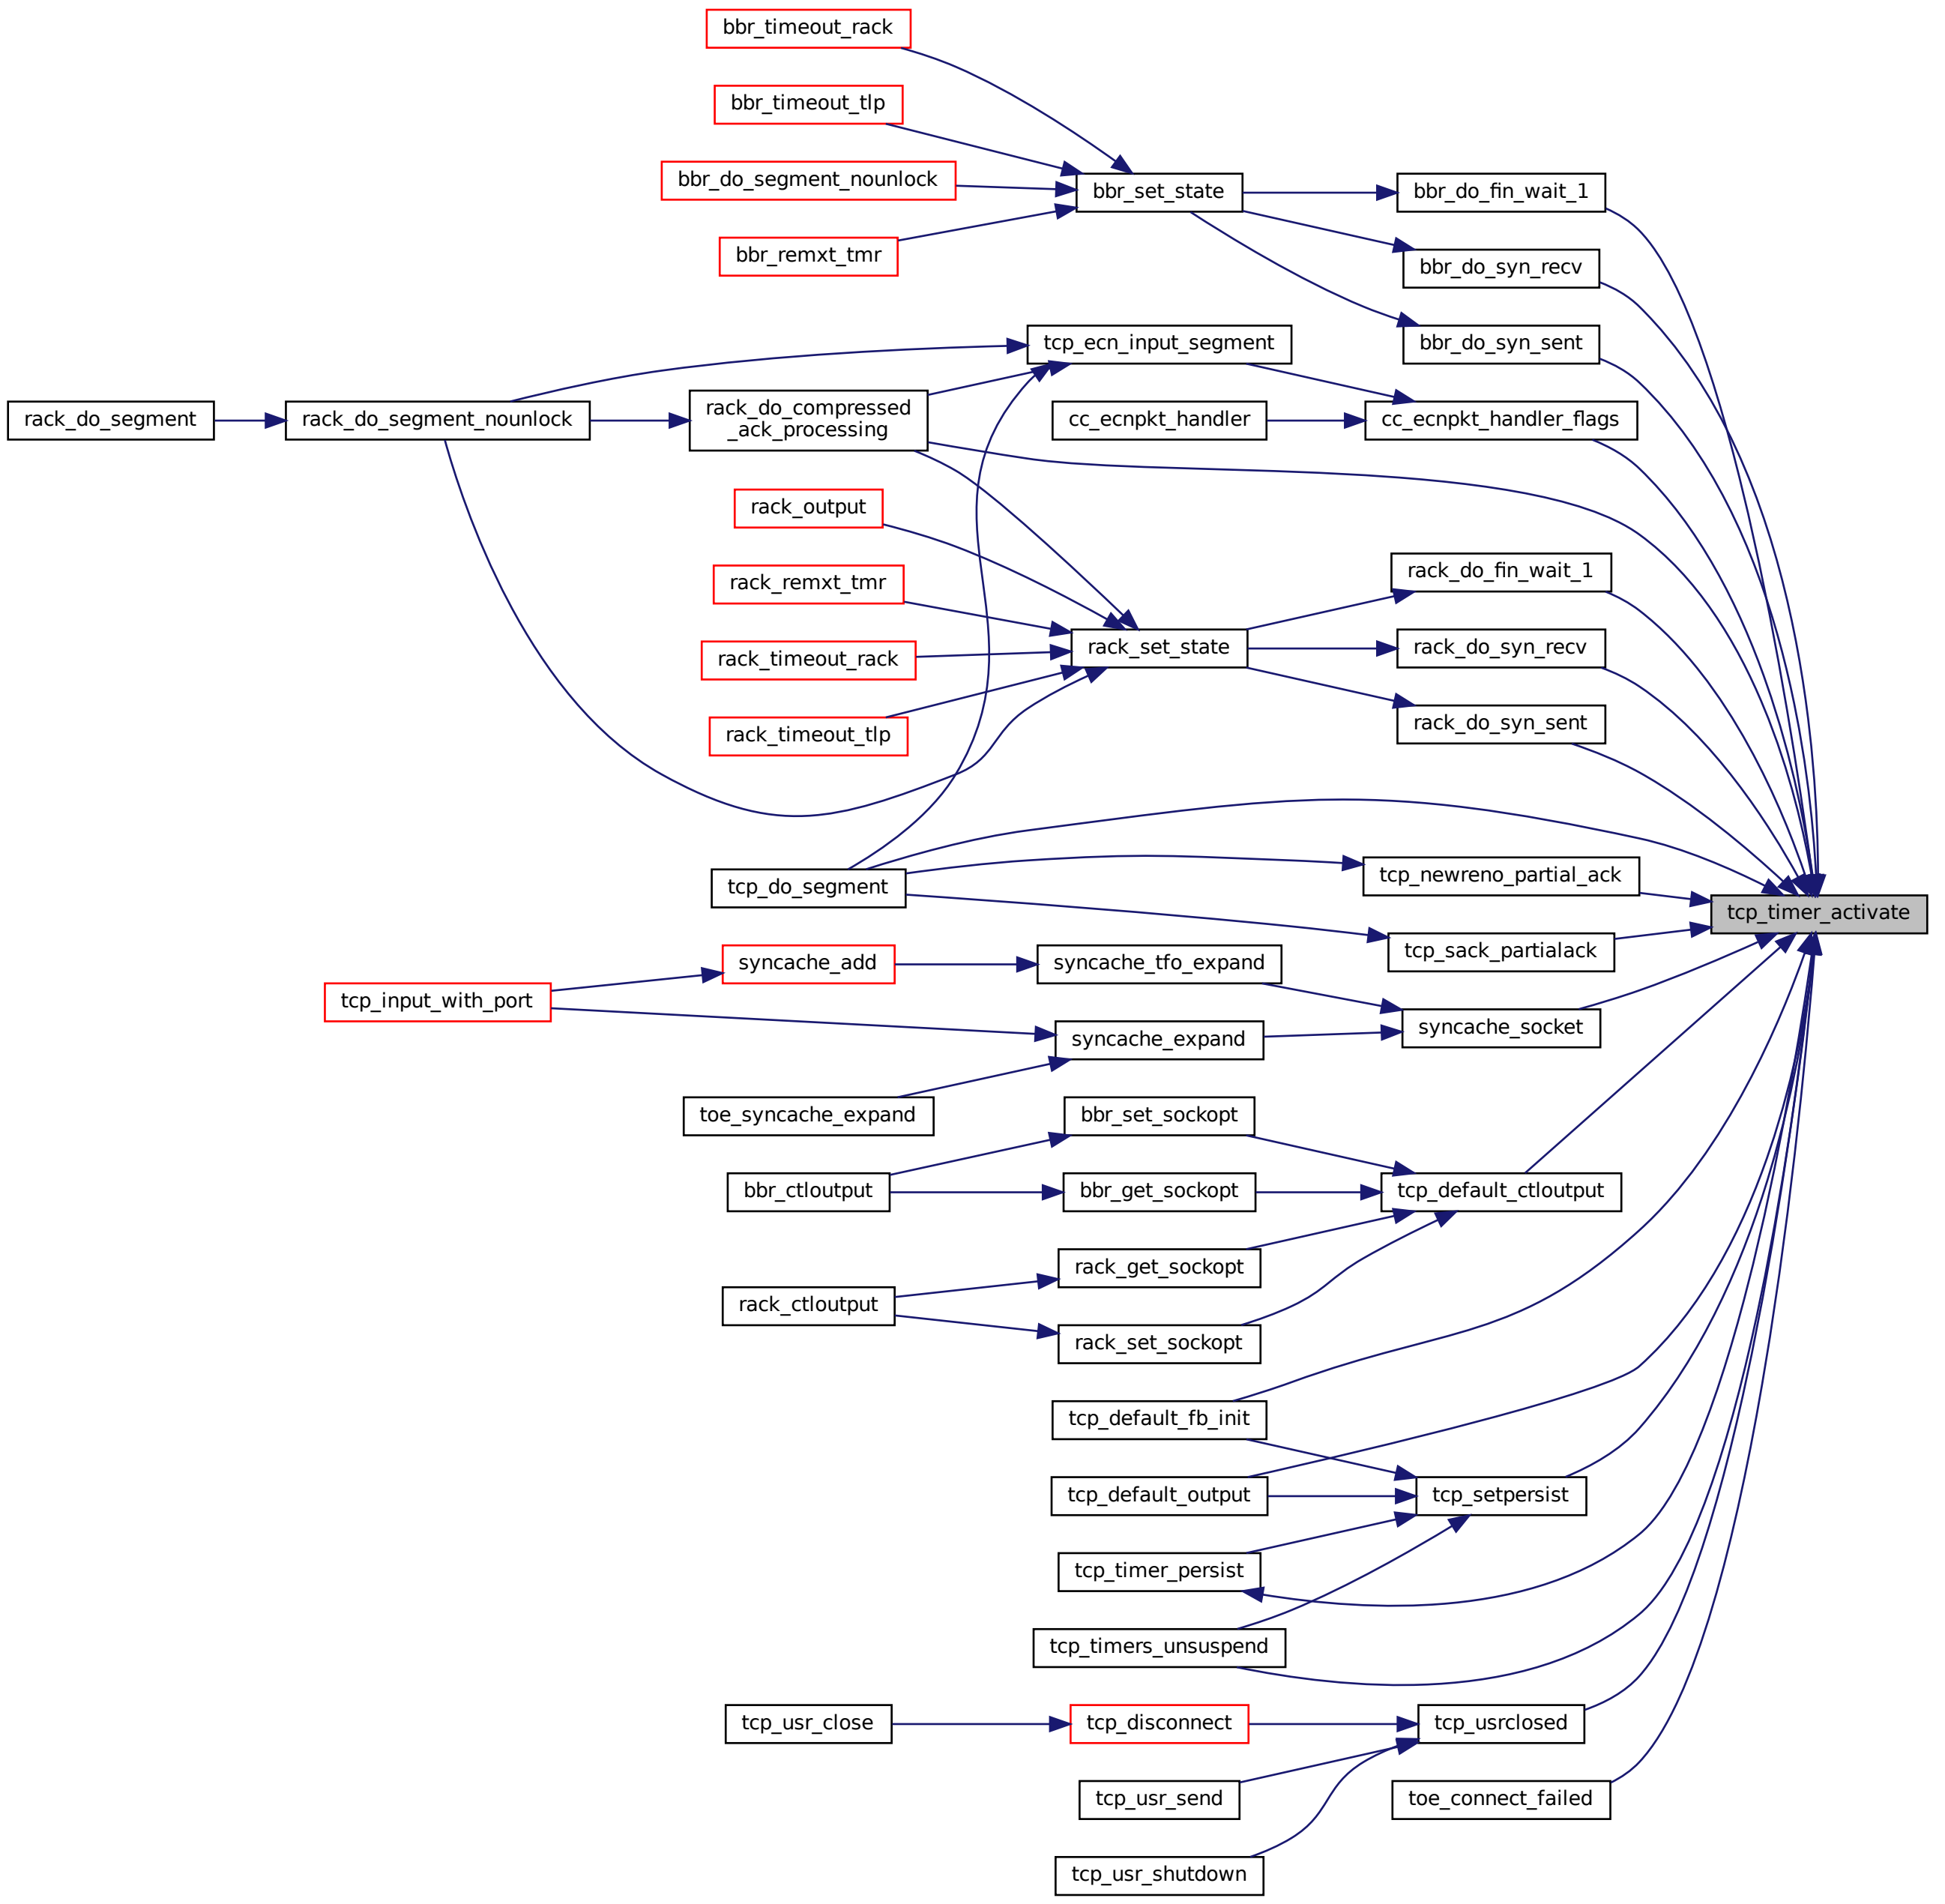 bbr_timeout_rack
bbr_timeout_tlp
bbr_do_segment_nounlock
bbr_set_state
bbr_do_fin_wait_1
bbr_remxt_tmr
bbr_do_syn_recv
tcp_ecn_input_segment
bbr_do_syn_sent
rack_do_segment
rack_do_segment_nounlock
rack_do_compressed
_ack_processing
cc_ecnpkt_handler
cc_ecnpkt_handler_flags
rack_output
rack_remxt_tmr
rack_do_fin_wait_1
rack_timeout_rack
rack_set_state
rack_do_syn_recv
rack_timeout_tlp
rack_do_syn_sent
tcp_do_segment
tcp_newreno_partial_ack
tcp_timer_activate
tcp_sack_partialack
syncache_add
syncache_tfo_expand
tcp_input_with_port
syncache_expand
syncache_socket
toe_syncache_expand
bbr_set_sockopt
bbr_ctloutput
bbr_get_sockopt
tcp_default_ctloutput
rack_get_sockopt
rack_ctloutput
rack_set_sockopt
tcp_default_fb_init
tcp_default_output
tcp_setpersist
tcp_timer_persist
tcp_timers_unsuspend
tcp_usr_close
tcp_disconnect
tcp_usrclosed
tcp_usr_send
toe_connect_failed
tcp_usr_shutdown